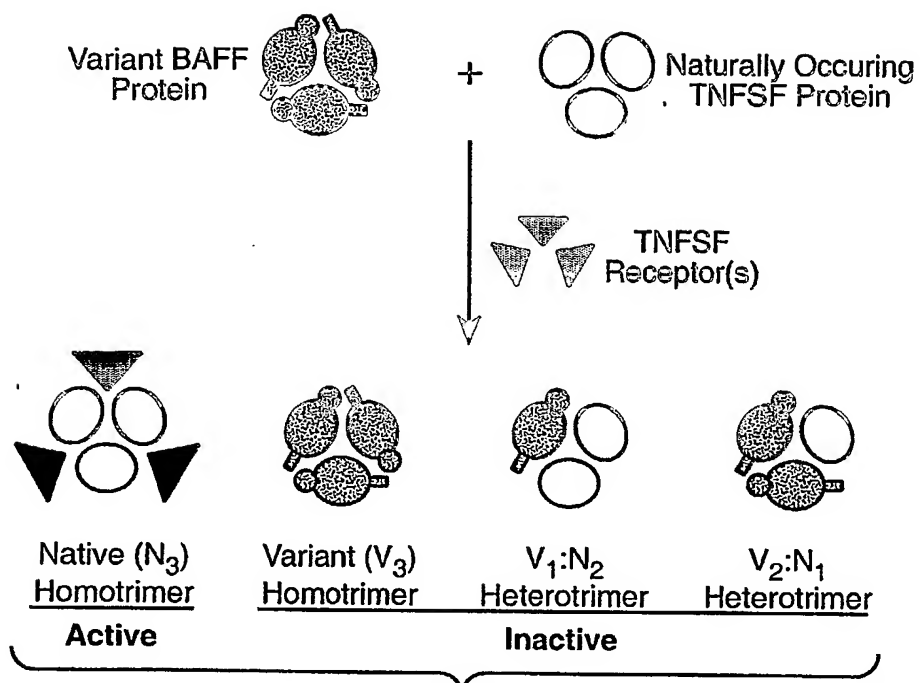 Variant BAFF
Protein
+
Naturally Occuring
TNFSF Protein
TNFSF
Receptor(s)
Native (N3)
Homotrimer
Variant (V3)
Homotrimer
V1:N2
Heterotrimer
V2:N1
Heterotrimer
Active
Inactive